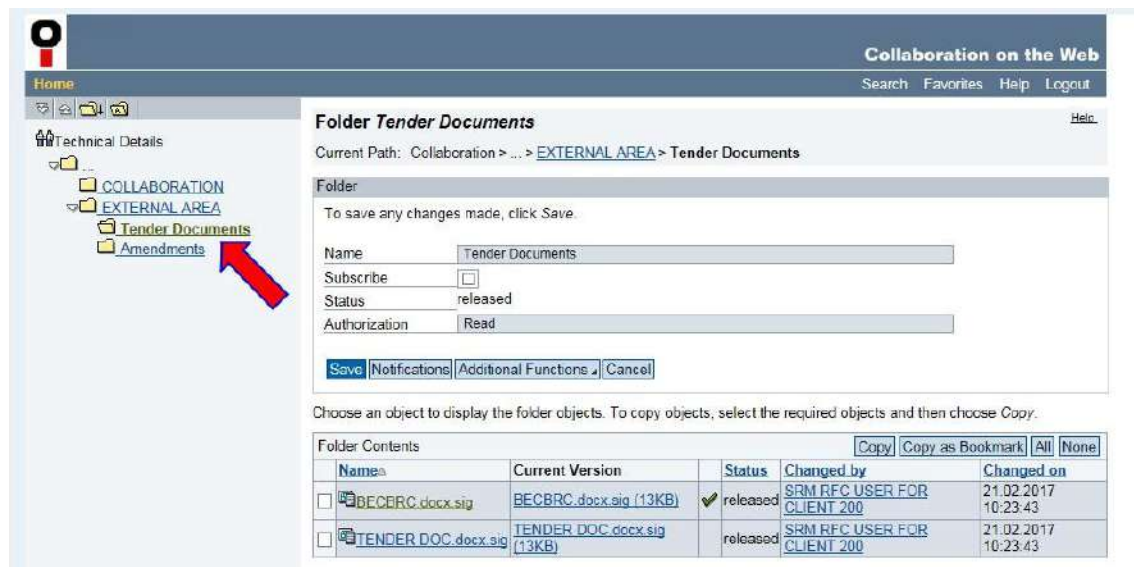 Collaboration on the Web
Home
Search Favorites Help Logout
Technical Details
...
COLLABORATION
EXTERNAL AREA
Tender Documents
Amendments
Folder Tender Documents
Help
Current Path: Collaboration > ... > EXTERNAL AREA > Tender Documents
Folder
To save any changes made, click Save.
Name Tender Documents
Subscribe
Status released
Authorization Read
Save Notifications Additional Functions Cancel
Choose an object to display the folder objects. To copy objects, select the required objects and then choose Copy.
Folder Contents Copy Copy as Bookmark All None
Name Current Version Status Changed by Changed on
BECBRC.docx.sig BECBRC.docx.sig (13KB) released SRM RFC USER FOR CLIENT 200 21.02.2017 10:23:43
TENDER DOC.docx.sig TENDER DOC.docx.sig (13KB) released SRM RFC USER FOR CLIENT 200 21.02.2017 10:23:43